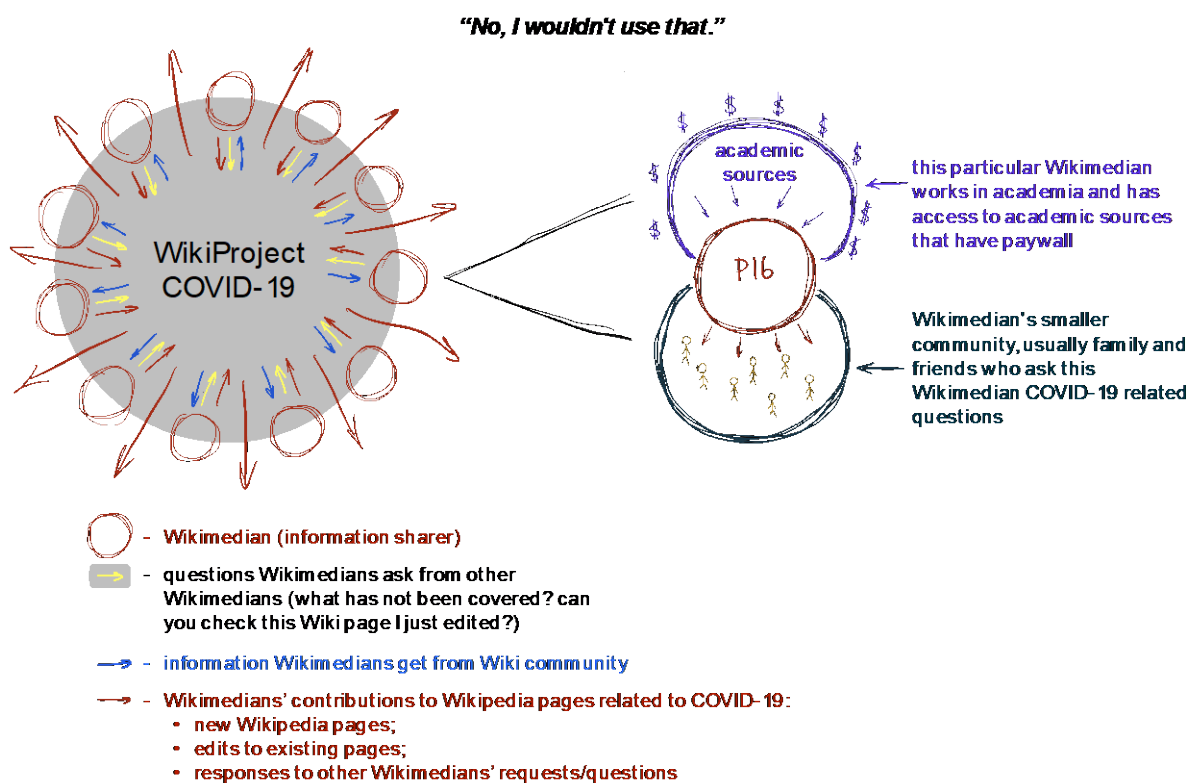 “No, I wouldn't use that.”
WikiProject
COVID-19
$ $ $ $ $ $ $ $ $ $
academic
sources
P16
this particular Wikimedian
works in academia and has
access to academic sources
that have paywall
Wikimedian's smaller
community, usually family and
friends who ask this
Wikimedian COVID-19 related
questions
- Wikimedian (information sharer)
- questions Wikimedians ask from other
Wikimedians (what has not been covered? can
you check this Wiki page I just edited?)
- information Wikimedians get from Wiki community
- Wikimedians’ contributions to Wikipedia pages related to COVID-19:
• new Wikipedia pages;
• edits to existing pages;
• responses to other Wikimedians’ requests/questions